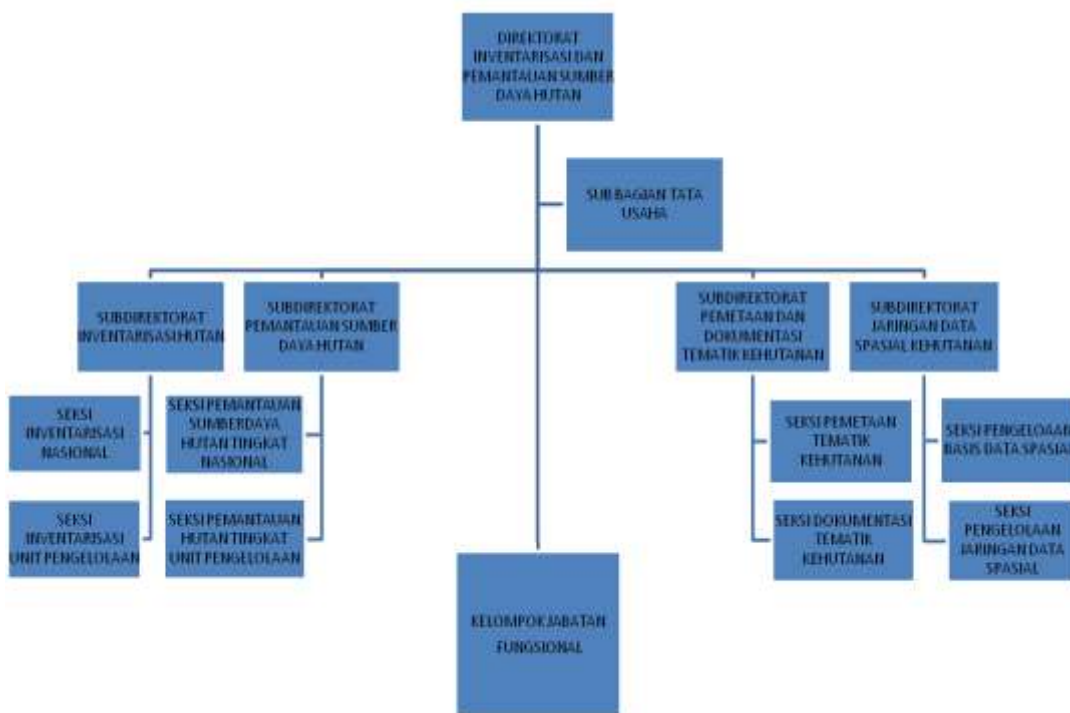 DIREKTORAT
INVENTARISASI DAN
PEMANTAUAN SUMBER
DAYA HUTAN
SUB BAGIAN TATA
USAHA
SUBDIREKTORAT
INVENTARISASI HUTAN
SUBDIREKTORAT
PEMANTAUAN SUMBER
DAYA HUTAN
SUBDIREKTORAT
PEMETAAN DAN
DOKUMENTASI
TEMATIK KEHUTANAN
SUBDIREKTORAT
JARINGAN DATA
SPASIAL KEHUTANAN
SEKSI
INVENTARISASI
NASIONAL
SEKSI PEMANTAUAN
SUMBERDAYA
HUTAN TINGKAT
NASIONAL
SEKSI PEMETAAN
TEMATIK
KEHUTANAN
SEKSI PENGELOAAN
BASIS DATA SPASIAL
SEKSI
INVENTARISASI
UNIT PENGELOLAAN
SEKSI PEMANTAUAN
HUTAN TINGKAT
UNIT PENGELOLAAN
SEKSI DOKUMENTASI
TEMATIK
KEHUTANAN
SEKSI
PENGELOLAAN
JARINGAN DATA
SPASIAL
KELOMPOK JABATAN
FUNGSIONAL